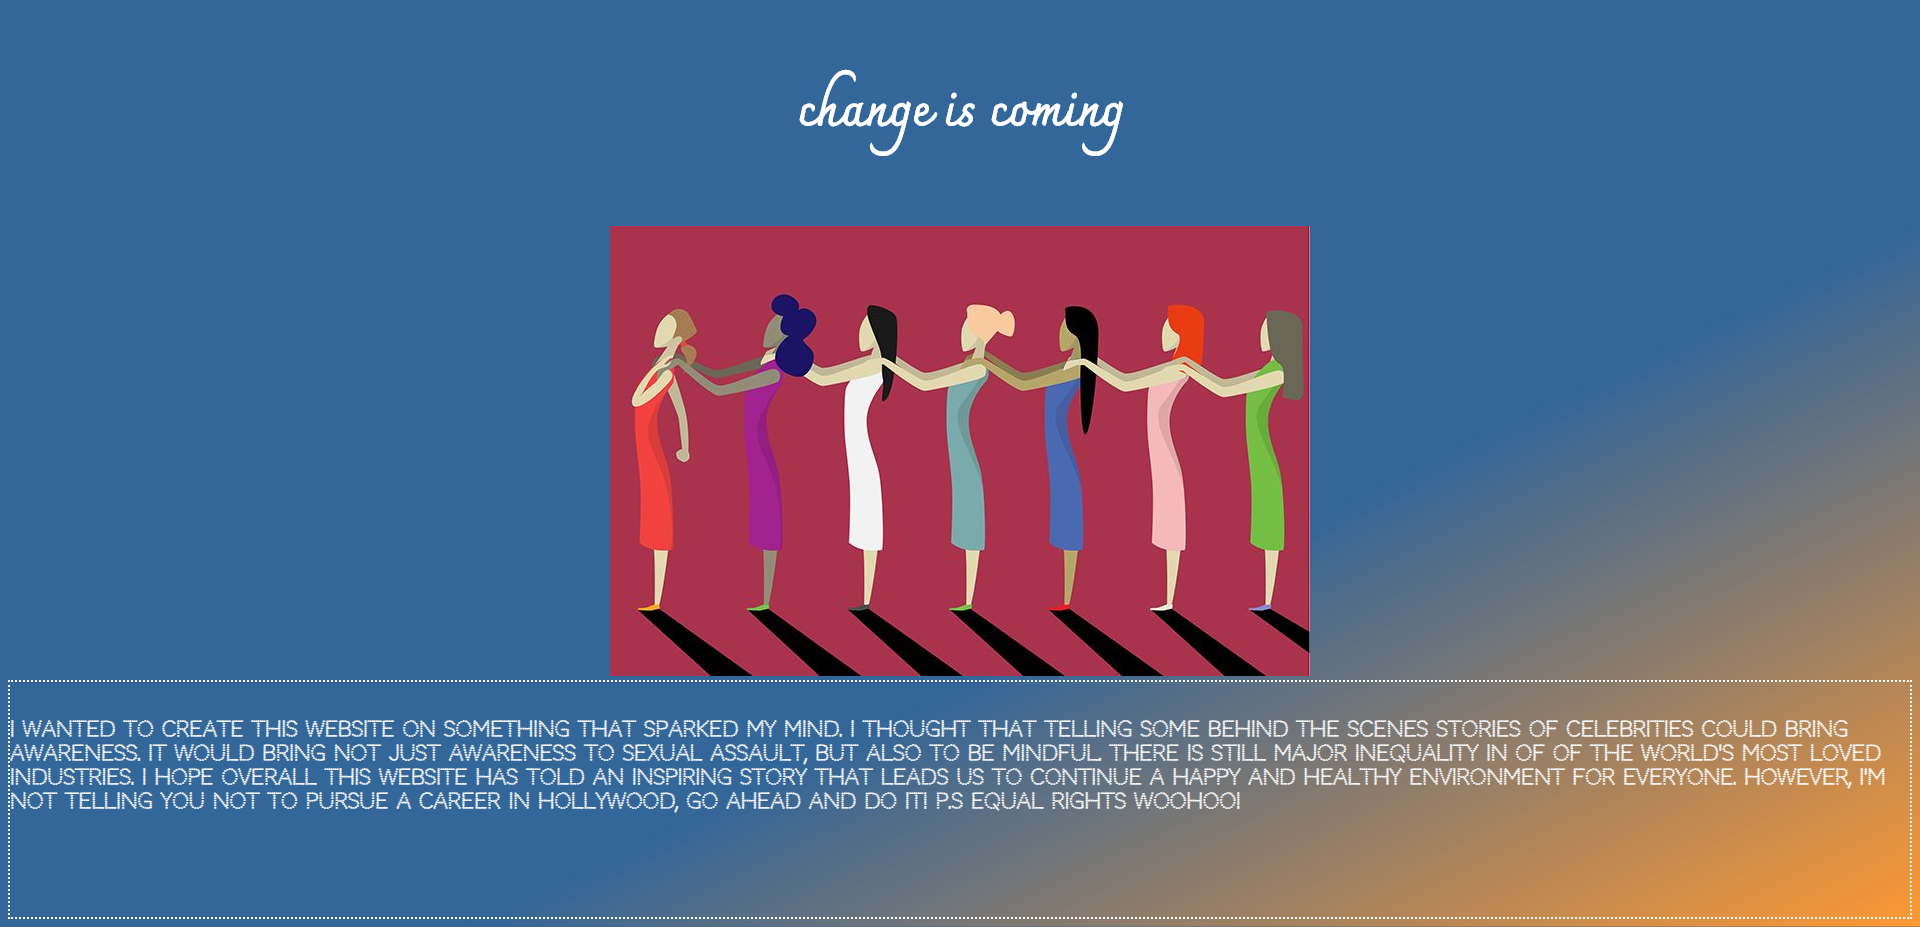 change is coming
I WANTED TO CREATE THIS WEBSITE ON SOMETHING THAT SPARKED MY MIND. I THOUGHT THAT TELLING SOME BEHIND THE SCENES STORIES OF CELEBRITIES COULD BRING
AWARENESS. IT WOULD BRING NOT JUST AWARENESS TO SEXUAL ASSAULT, BUT ALSO TO BE MINDFUL. THERE IS STILL MAJOR INEQUALITY IN OF OF THE WORLD'S MOST LOVED
INDUSTRIES. I HOPE OVERALL THIS WEBSITE HAS TOLD AN INSPIRING STORY THAT LEADS US TO CONTINUE A HAPPY AND HEALTHY ENVIRONMENT FOR EVERYONE. HOWEVER, I'M
NOT TELLING YOU NOT TO PURSUE A CAREER IN HOLLYWOOD, GO AHEAD AND DO IT! P.S EQUAL RIGHTS WOOHOO!